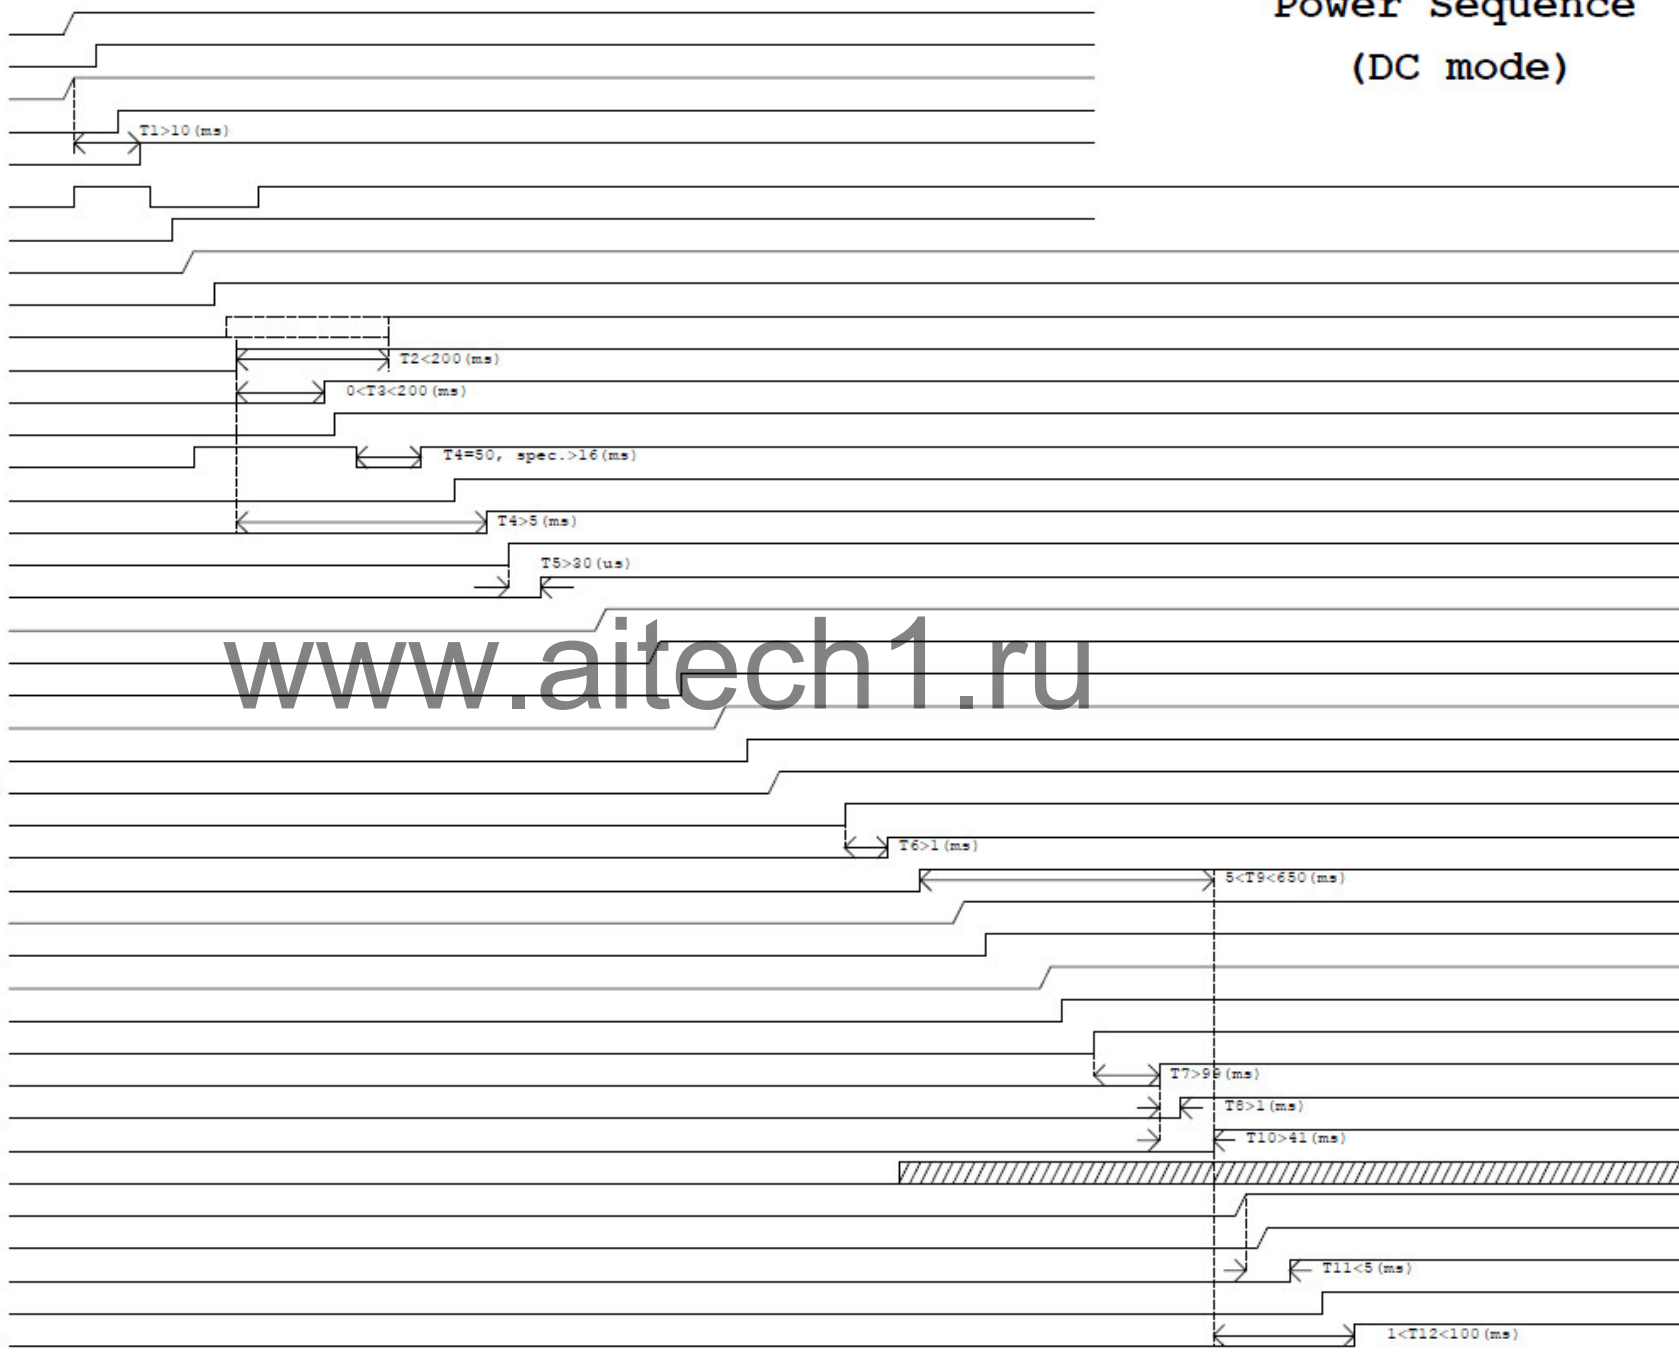 Power Sequence
(DC mode)
T1>10(ms)
T2<200(ms)
0<T3<200(ms)
T4=50, spec.>16(ms)
T4>5(ms)
T5>30(us)
www.aitech1.ru
T6>1(ms)
5<T9<650(ms)
T7>99(ms)
T8>1(ms)
T10>41(ms)
T11<5(ms)
1<T12<100(ms)